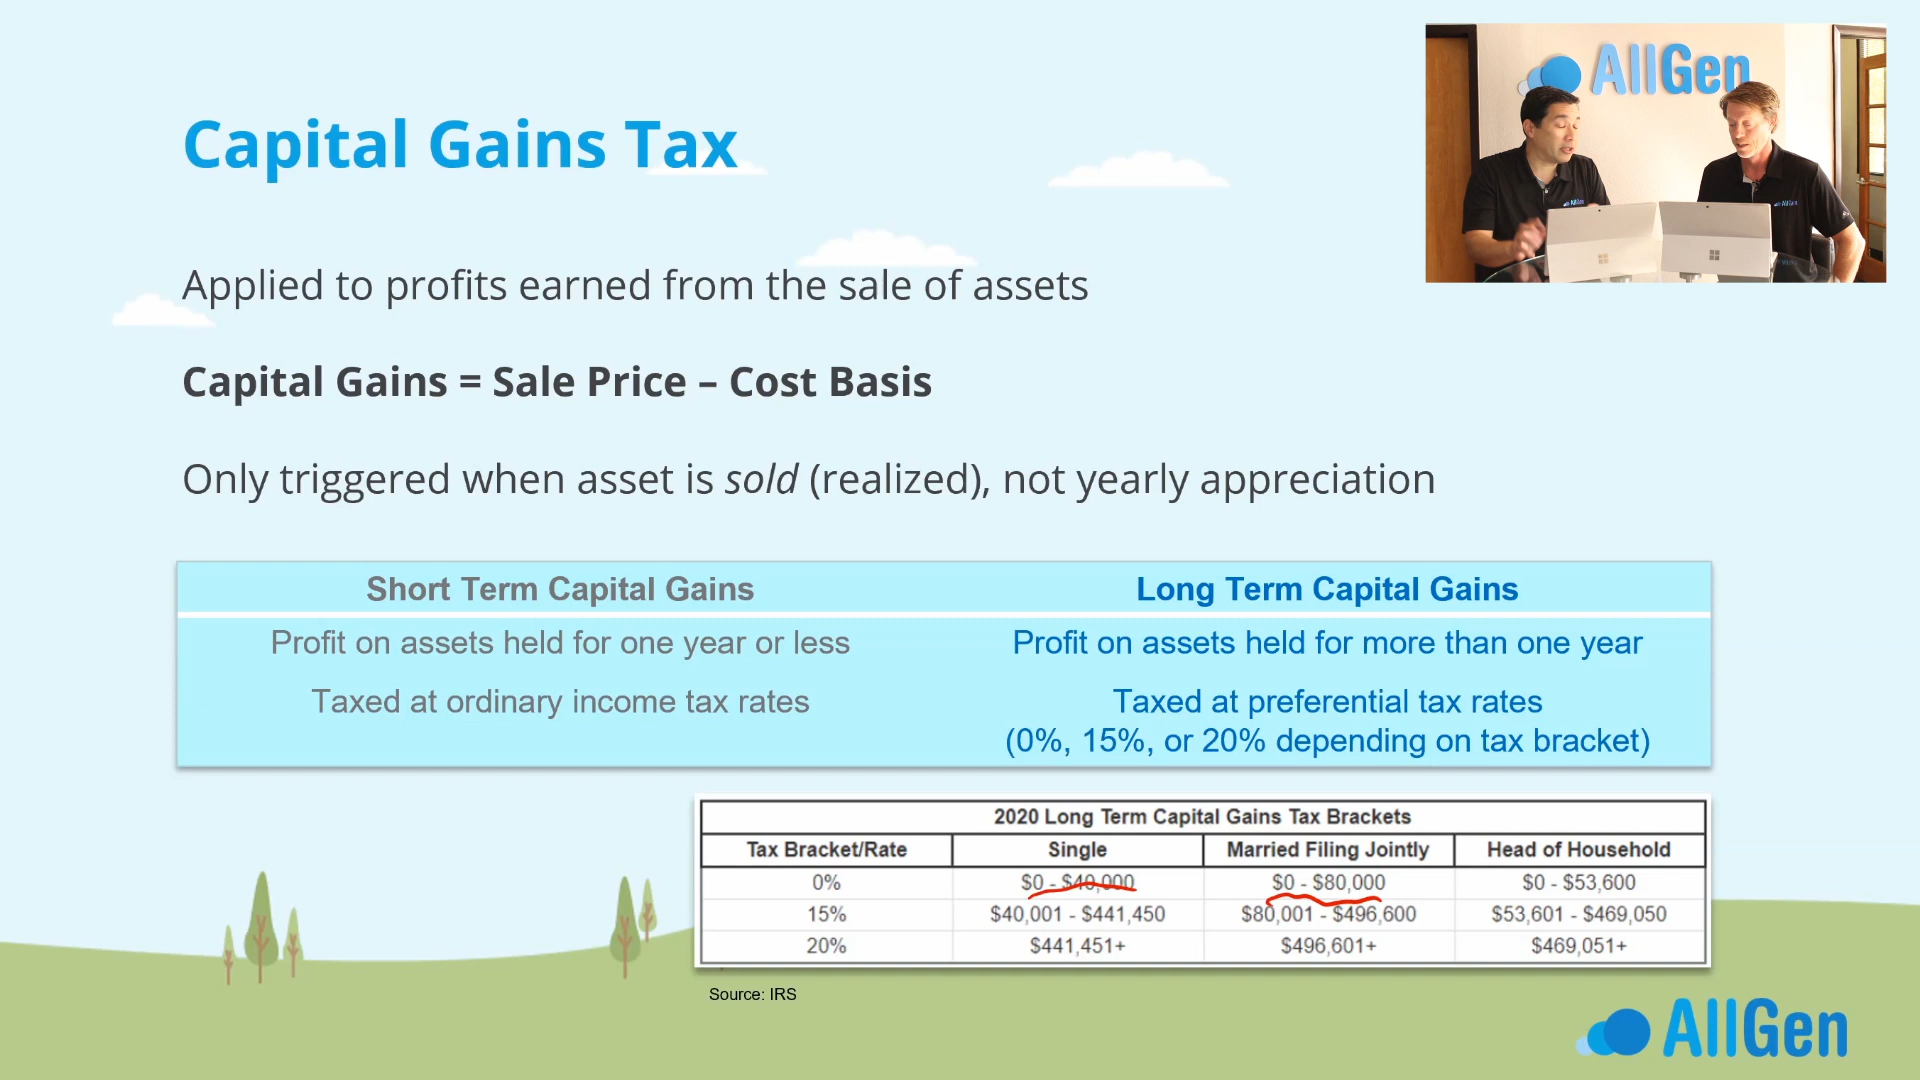 AllGen
Capital Gains Tax
Applied to profits earned from the sale of assets
Capital Gains = Sale Price – Cost Basis
Only triggered when asset is sold (realized), not yearly appreciation
Short Term Capital Gains
Profit on assets held for one year or less
Taxed at ordinary income tax rates
Long Term Capital Gains
Profit on assets held for more than one year
Taxed at preferential tax rates
(0%, 15%, or 20% depending on tax bracket)
2020 Long Term Capital Gains Tax Brackets
Tax Bracket/Rate Single Married Filing Jointly Head of Household
0% $0 - $40,000 $0 - $80,000 $0 - $53,600
15% $40,001 - $441,450 $80,001 - $496,600 $53,601 - $469,050
20% $441,451+ $496,601+ $469,051+
Source: IRS
AllGen